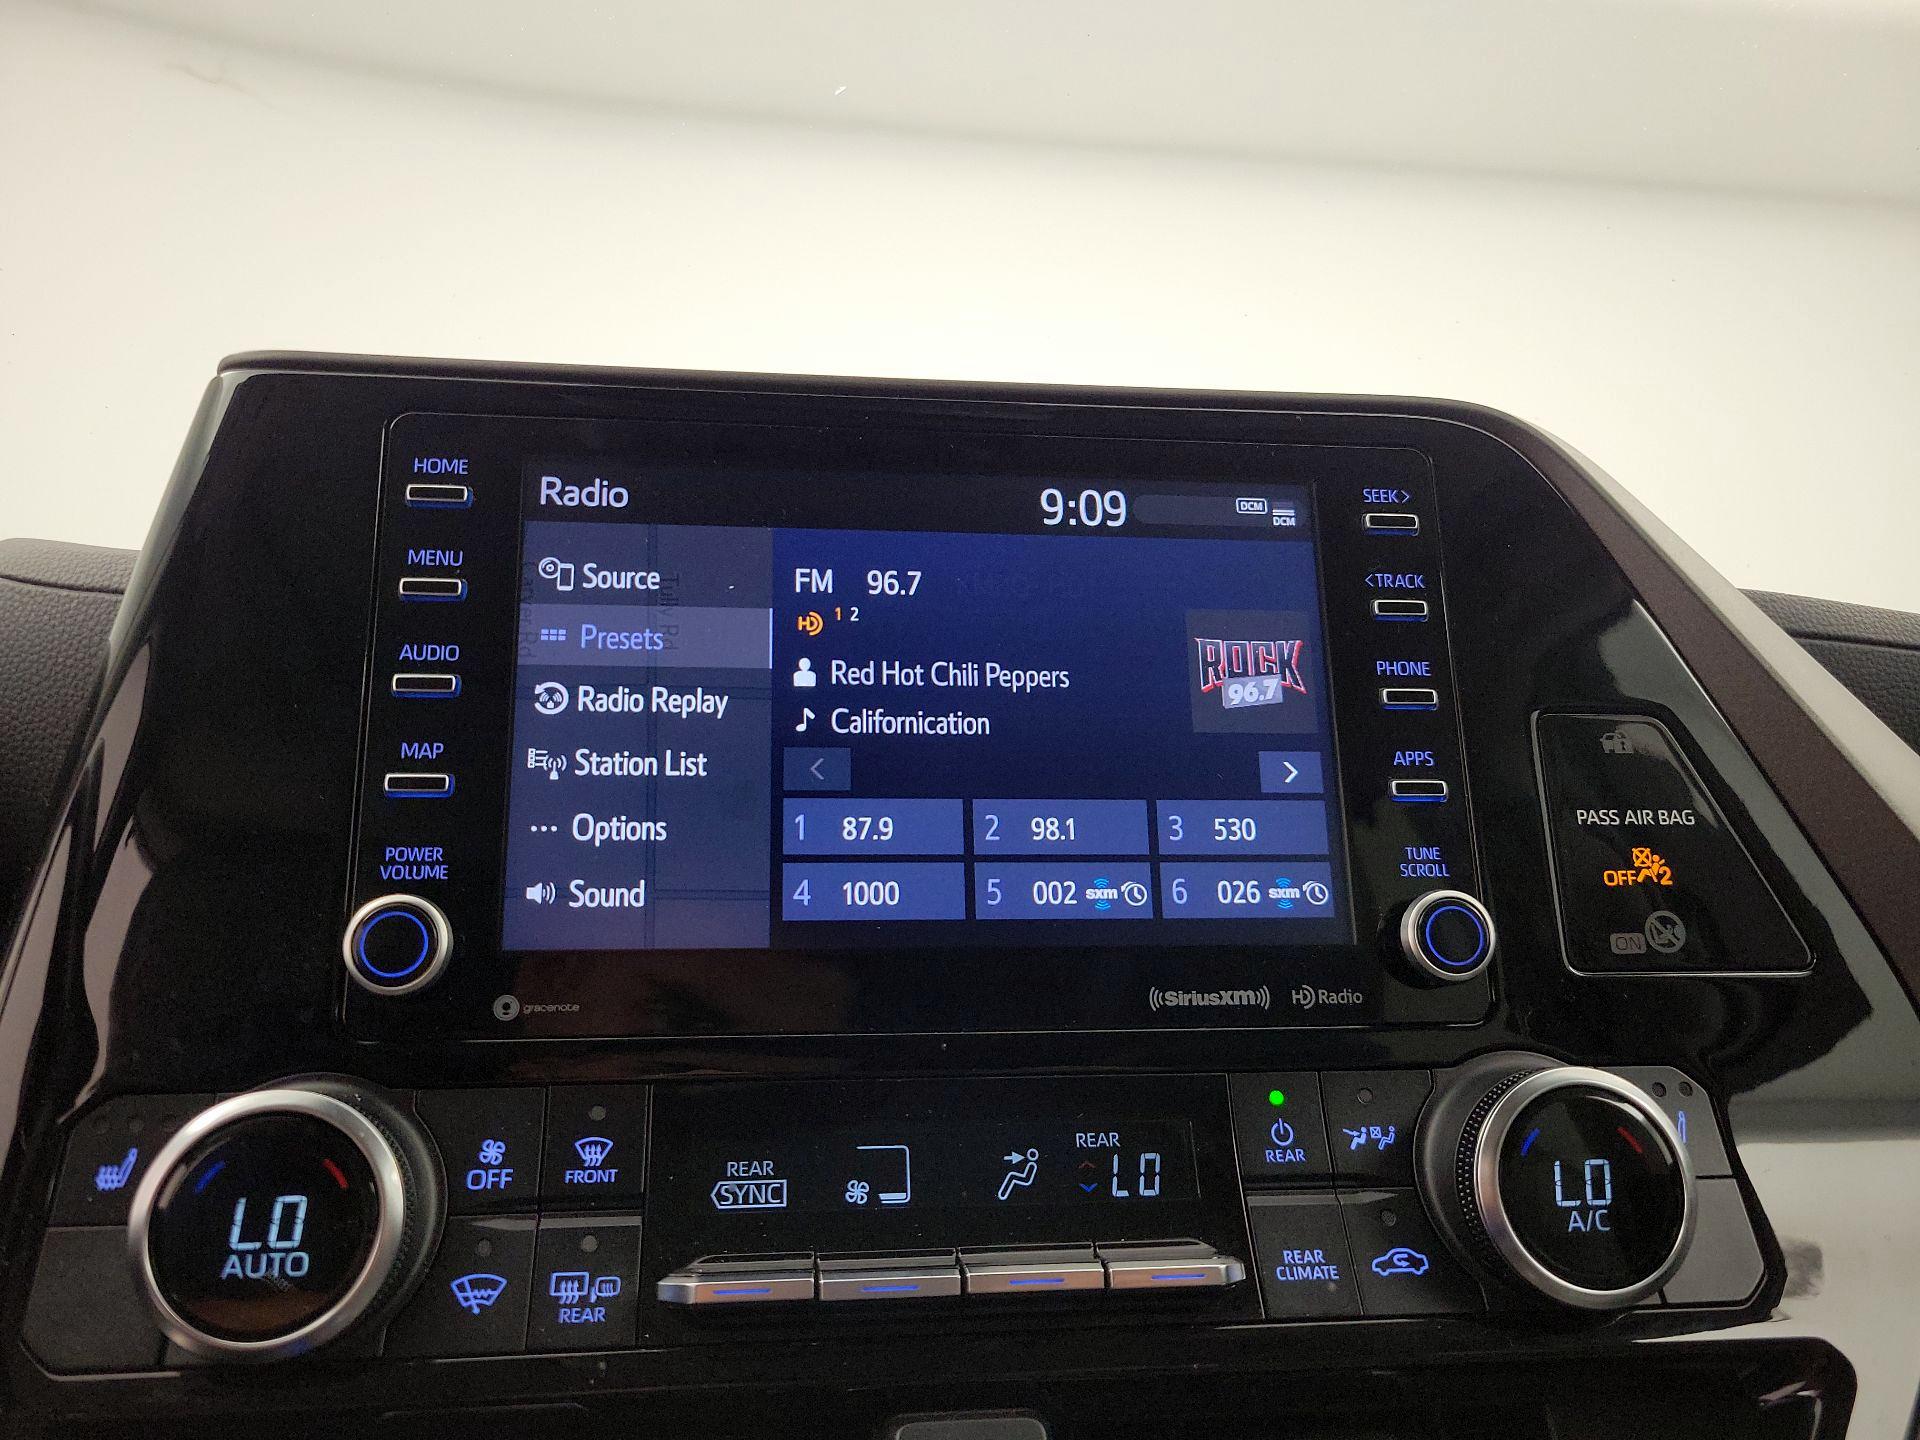 HOME
MENU
AUDIO
MAP
POWER
VOLUME
Radio
9:09
DCM
DCM
Source
Presets
Radio Replay
Station List
Options
Sound
Tully Rd
FM 96.7
HD 1 2
Red Hot Chili Peppers
Californication
ROCK
96.7
<
>
1 87.9
2 98.1
3 530
4 1000
5 002 sxm
6 026 sxm
SEEK>
<TRACK
PHONE
APPS
TUNE
SCROLL
gracenote
((SiriusXM))
HD Radio
PASS AIR BAG
OFF 2
ON
LO
AUTO
OFF
FRONT
REAR
REAR
SYNC
REAR
LO
REAR
REAR
CLIMATE
LO
A/C